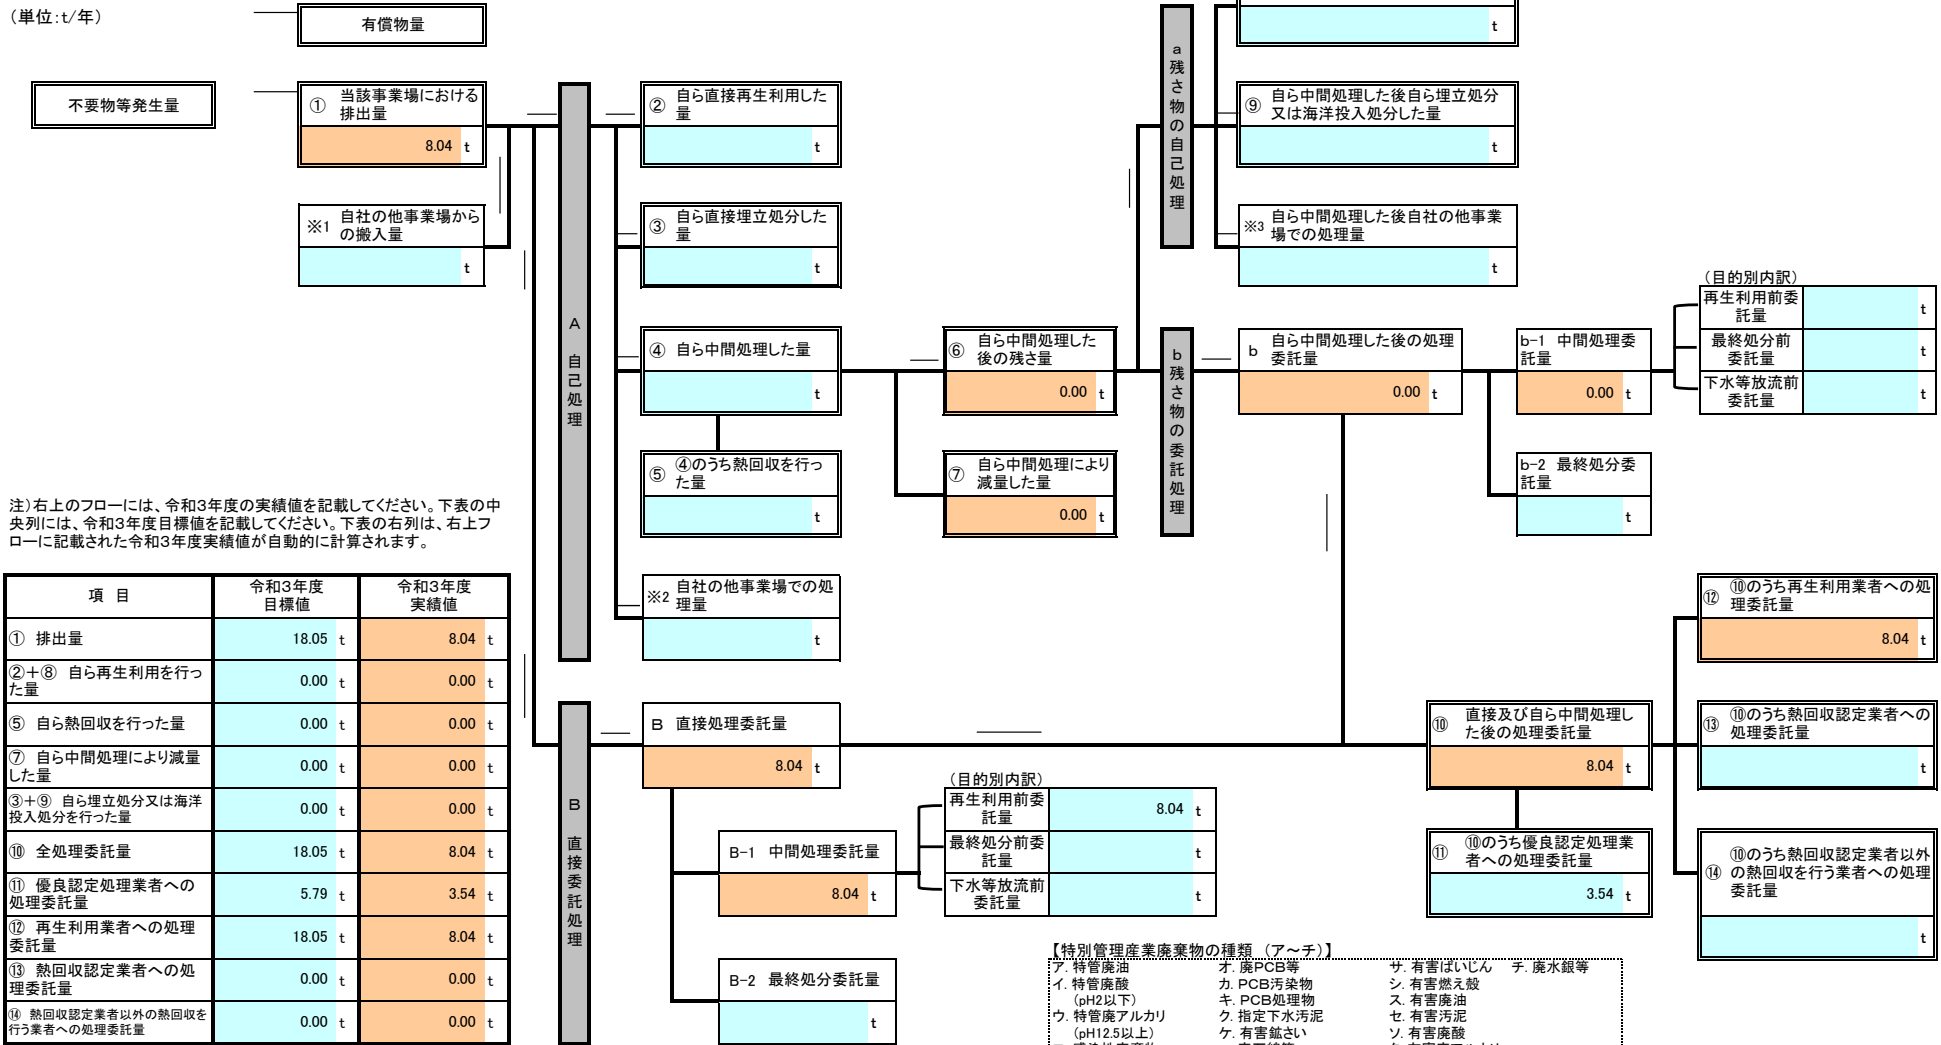 （単位:t/年）
有償物量
t
不要物等発生量
① 当該事業場における
排出量
8.04 t
※1 自社の他事業場から
の搬入量
t
A 自己処理
② 自ら直接再生利用した
量
t
③ 自ら直接埋立処分した
量
t
④ 自ら中間処理した量
t
⑤ ④のうち熱回収を行っ
た量
t
※2 自社の他事業場での処
理量
t
⑥ 自ら中間処理した
後の残さ量
0.00 t
⑦ 自ら中間処理により
減量した量
0.00 t
a 残さ物の自己処理
⑨ 自ら中間処理した後自ら埋立処分
又は海洋投入処分した量
t
※3 自ら中間処理した後自社の他事業
場での処理量
t
b 残さ物の委託処理
b 自ら中間処理した後の処理
委託量
0.00 t
b-1 中間処理委
託量
0.00 t
b-2 最終処分委
託量
t
（目的別内訳）
再生利用前委
託量
t
最終処分前
委託量
t
下水等放流前
委託量
t
注）右上のフローには、令和3年度の実績値を記載してください。下表の中
央列には、令和3年度目標値を記載してください。下表の右列は、右上フ
ローに記載された令和3年度実績値が自動的に計算されます。
項 目 令和3年度 目標値 令和3年度 実績値
① 排出量 18.05 t 8.04 t
②+⑧ 自ら再生利用を行っ
た量 0.00 t 0.00 t
⑤ 自ら熱回収を行った量 0.00 t 0.00 t
⑦ 自ら中間処理により減量
した量 0.00 t 0.00 t
③+⑨ 自ら埋立処分又は海洋
投入処分を行った量 0.00 t 0.00 t
⑩ 全処理委託量 18.05 t 8.04 t
⑪ 優良認定処理業者への
処理委託量 5.79 t 3.54 t
⑫ 再生利用業者への処理
委託量 18.05 t 8.04 t
⑬ 熱回収認定業者への処
理委託量 0.00 t 0.00 t
⑭ 熱回収認定業者以外の熱回収を
行う業者への処理委託量 0.00 t 0.00 t
B 直接委託処理
B 直接処理委託量
8.04 t
B-1 中間処理委託量
8.04 t
B-2 最終処分委託量
t
（目的別内訳）
再生利用前委
託量
8.04 t
最終処分前委
託量
t
下水等放流前
委託量
t
⑩ 直接及び自ら中間処理し
た後の処理委託量
8.04 t
⑪ ⑩のうち優良認定処理業
者への処理委託量
3.54 t
⑫ ⑩のうち再生利用業者への処
理委託量
8.04 t
⑬ ⑩のうち熱回収認定業者への
処理委託量
t
⑭ ⑩のうち熱回収認定業者以外
の熱回収を行う業者への処理
委託量
t
【特別管理産業廃棄物の種類 （ア～チ）】
ア. 特管廃油 オ. 廃PCB等 サ. 有害ばいじん チ. 廃水銀等
イ. 特管廃酸 カ. PCB汚染物 シ. 有害燃え殻
（pH2以下） キ. PCB処理物 ス. 有害廃油
ウ. 特管廃アルカリ ク. 指定下水汚泥 セ. 有害汚泥
（pH12.5以上） ケ. 有害鉱さい ソ. 有害廃酸